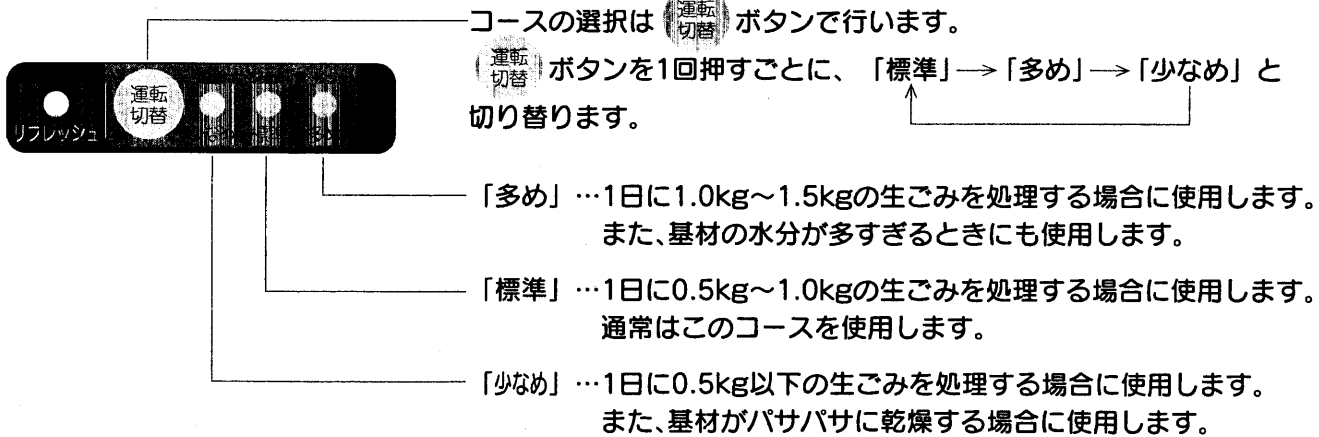 コースの選択は 運転切替 ボタンで行います。
運転切替 ボタンを1回押すごとに、「標準」→「多め」→「少なめ」と
切り替ります。
リフレッシュ
運転
切替
「多め」…1日に1.0kg〜1.5kgの生ごみを処理する場合に使用します。
また、基材の水分が多すぎるときにも使用します。
「標準」…1日に0.5kg〜1.0kgの生ごみを処理する場合に使用します。
通常はこのコースを使用します。
「少なめ」…1日に0.5kg以下の生ごみを処理する場合に使用します。
また、基材がパサパサに乾燥する場合に使用します。